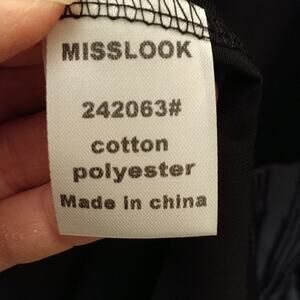 MISSLOOK
242063#
cotton
polyester
Made in china